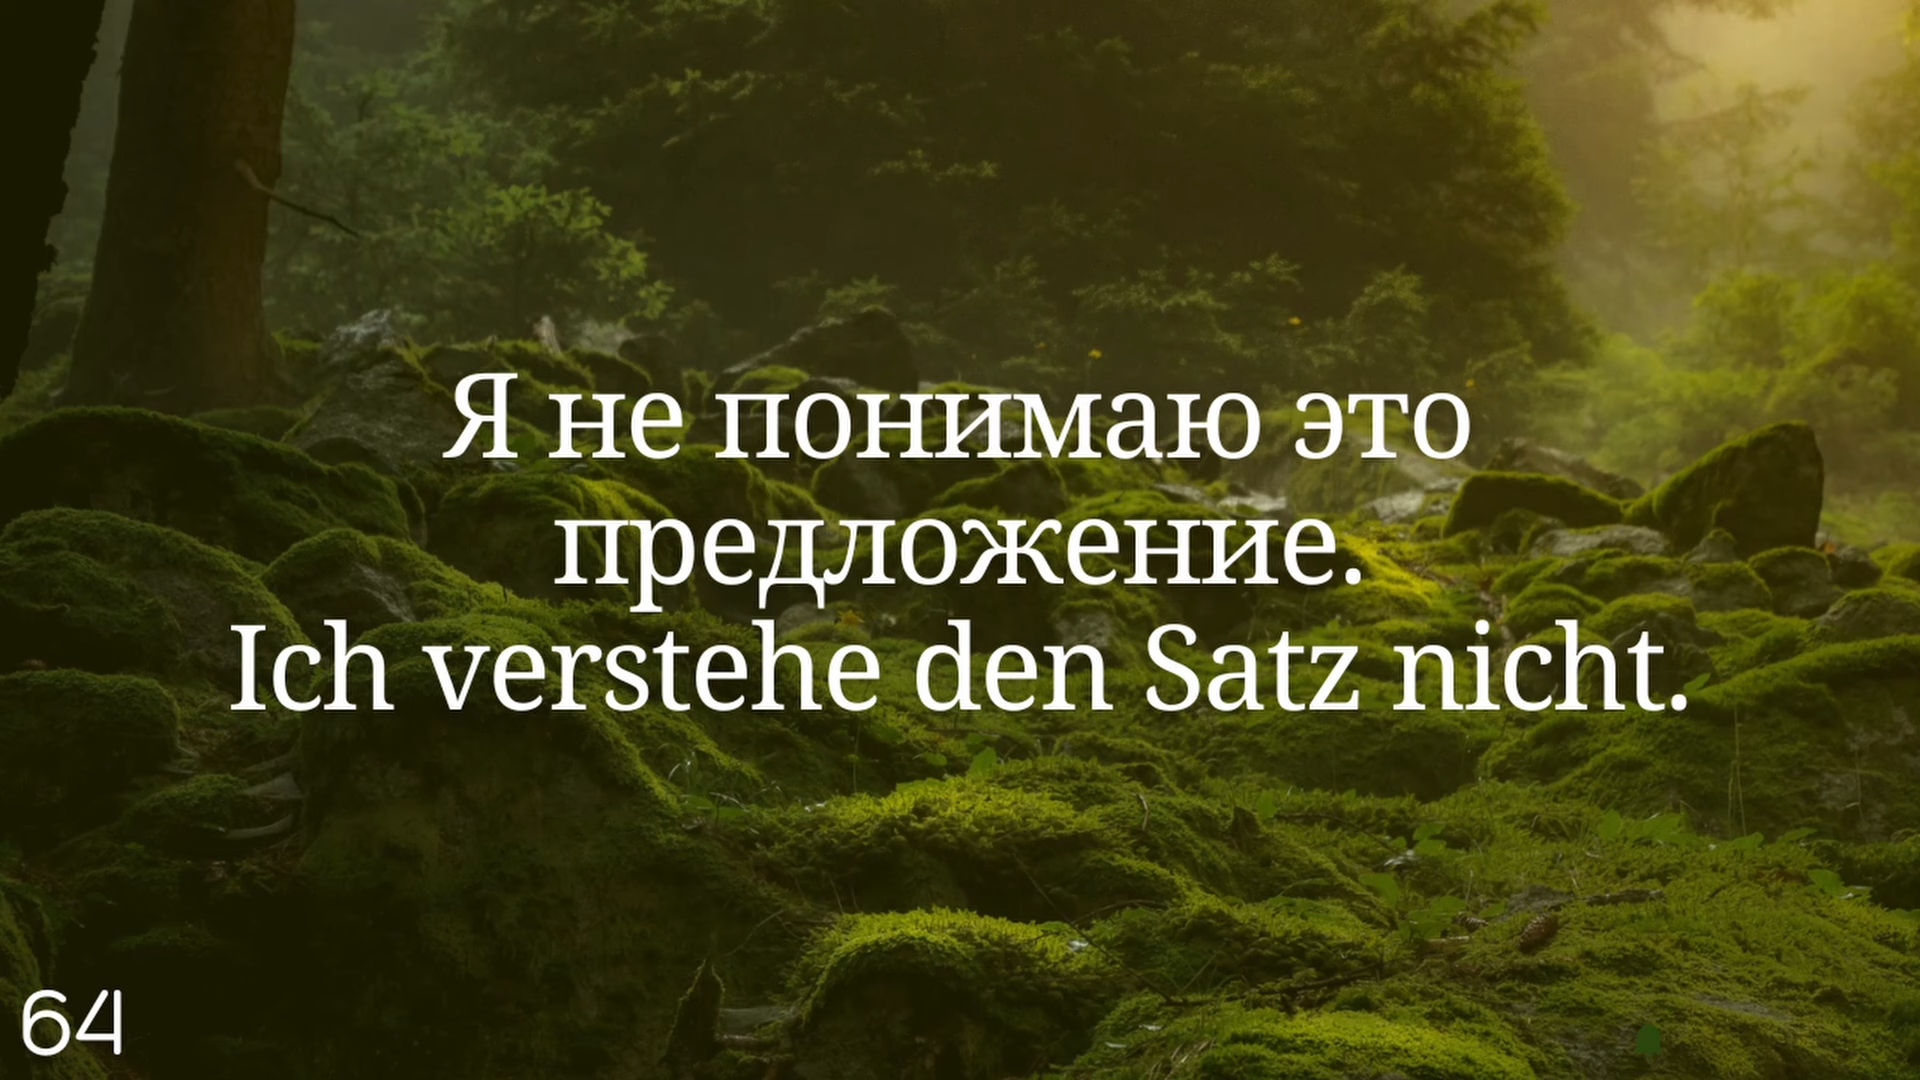 Я не понимаю это
предложение.
Ich verstehe den Satz nicht.
64